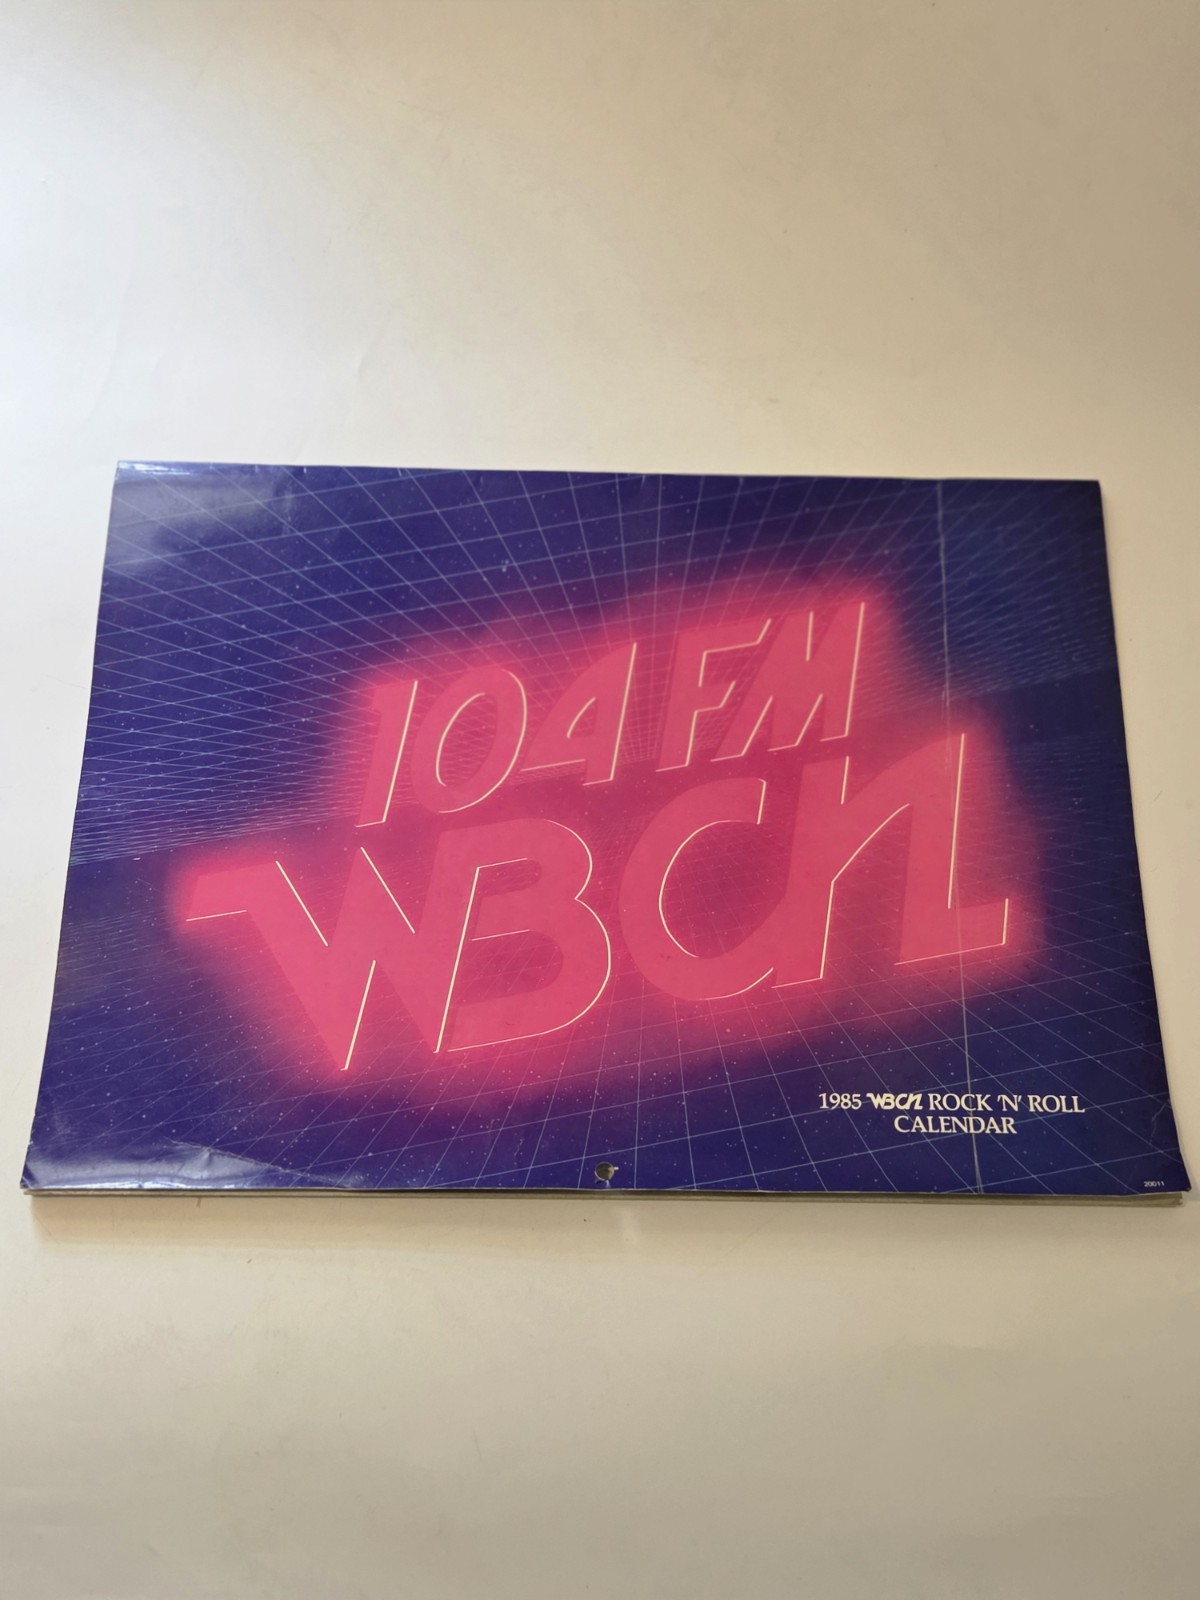 104 FM
WBCN
1985 WBCN ROCK 'N' ROLL
CALENDAR
20011